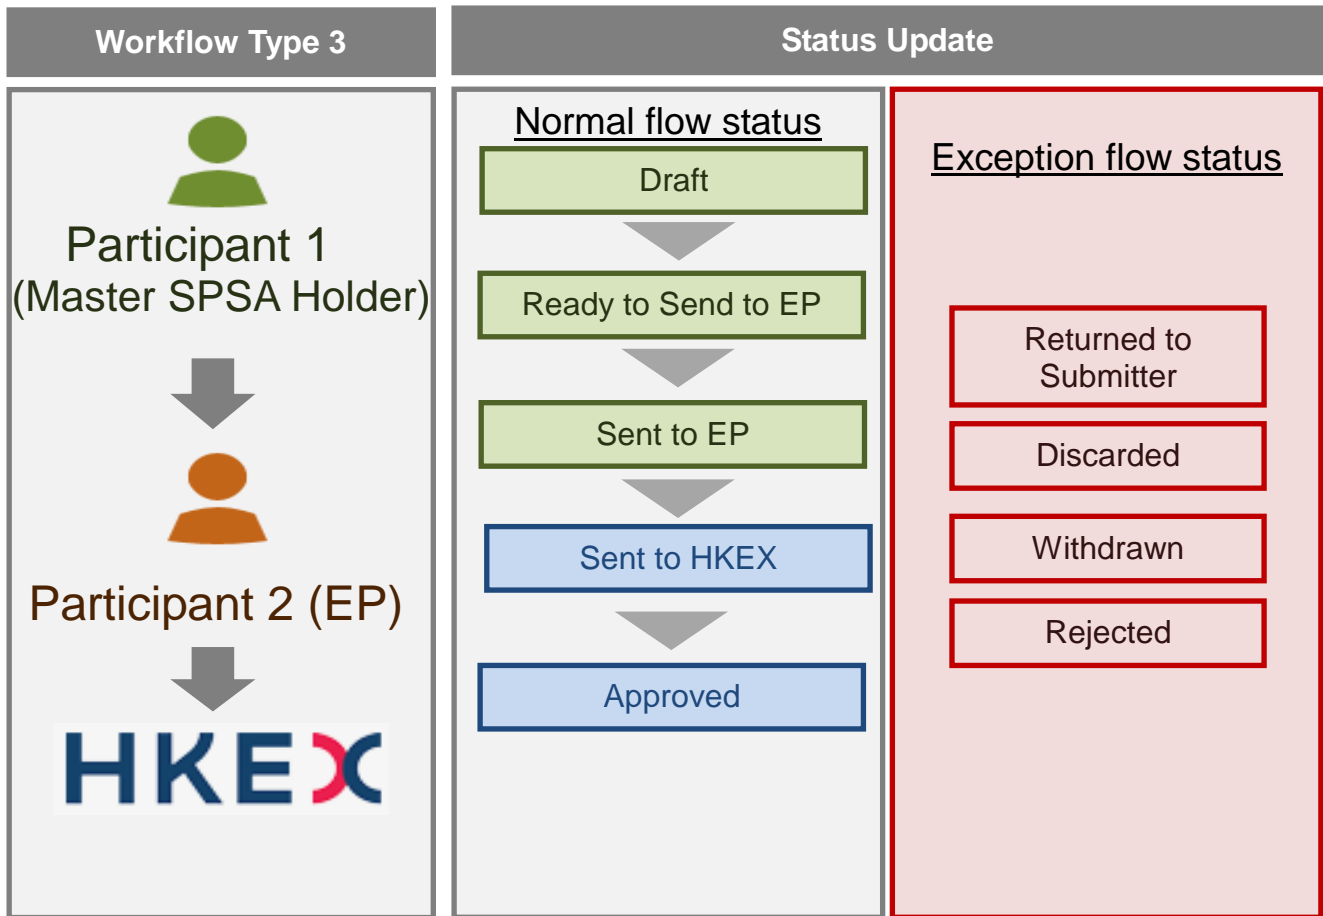 Workflow Type 3
Status Update
Participant 1
(Master SPSA Holder)
Participant 2 (EP)
HKEX
Normal flow status
Draft
Ready to Send to EP
Sent to EP
Sent to HKEX
Approved
Exception flow status
Returned to
Submitter
Discarded
Withdrawn
Rejected